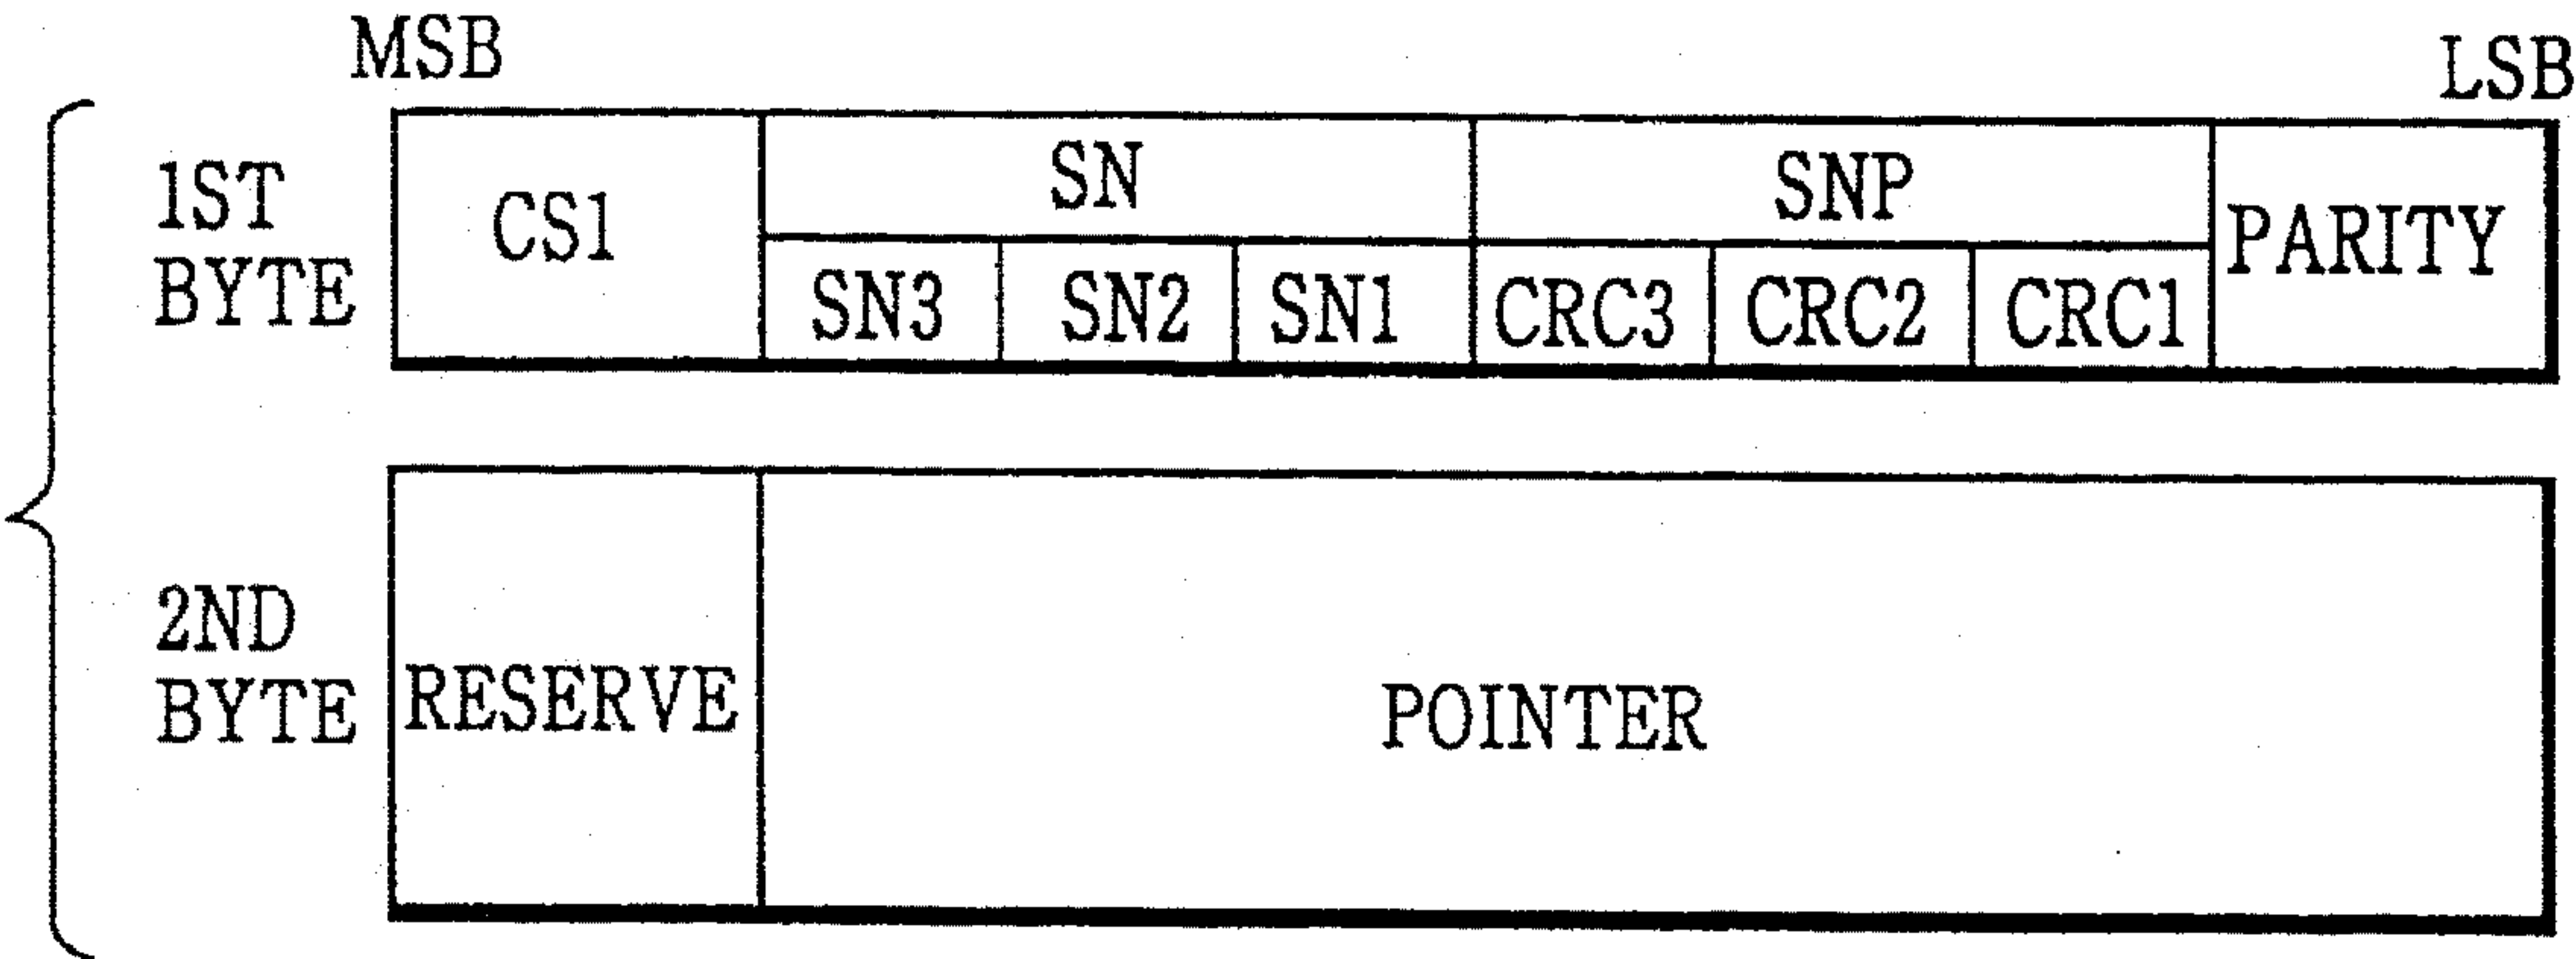 MSB
LSB
1ST
BYTE
CS1
SN
SNP
PARITY
SN3
SN2
SN1
CRC3
CRC2
CRC1
2ND
BYTE
RESERVE
POINTER